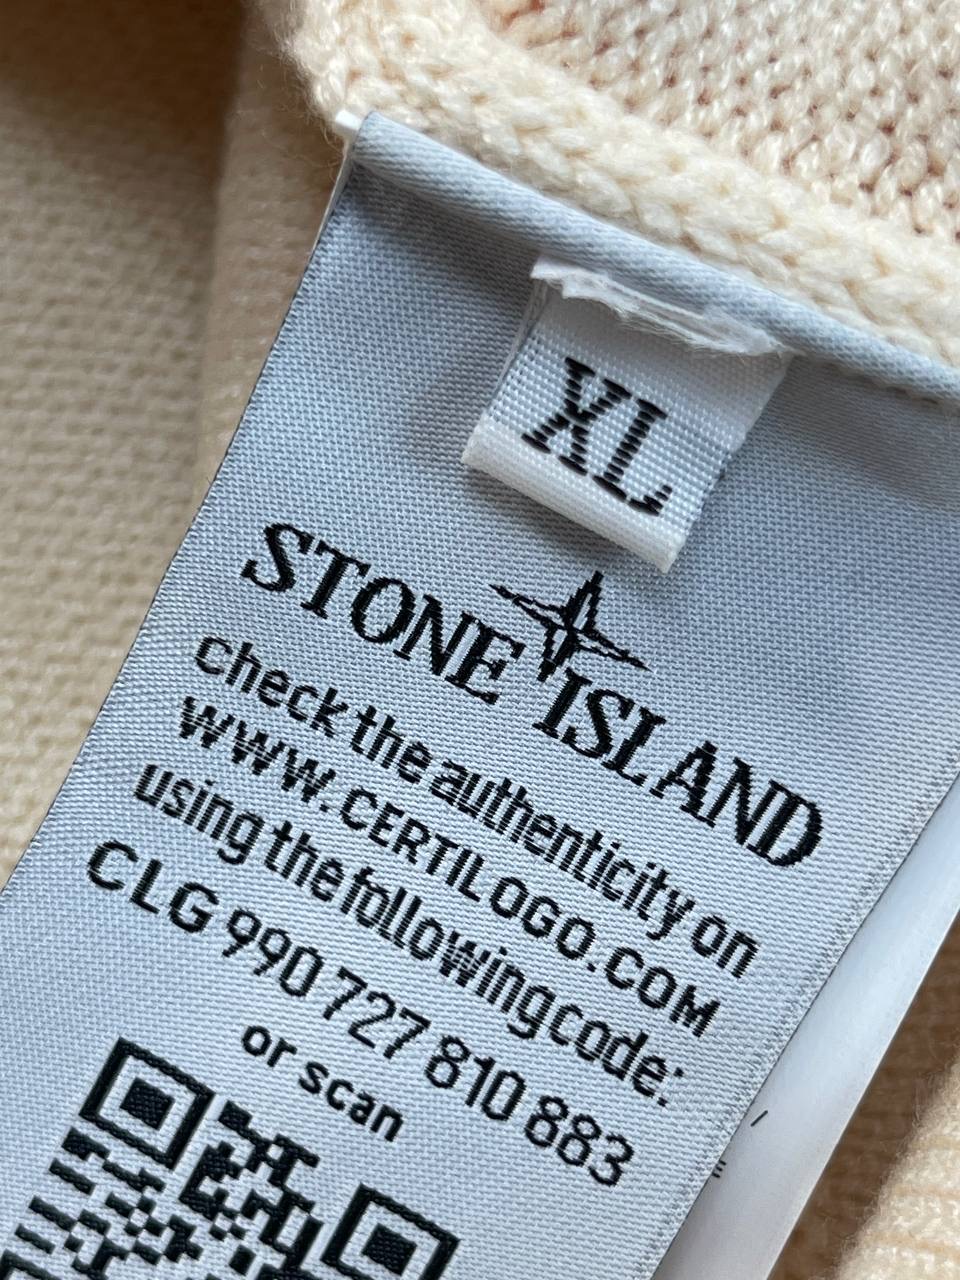 XL
STONE ISLAND
check the authenticity on
WWW.CERTILOGO.COM
using the following code:
CLG 990 727 810 883
or scan